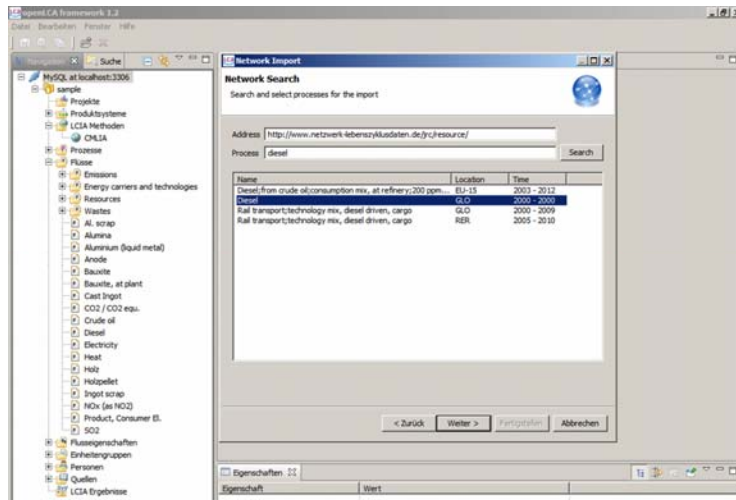 openLCA framework 1.2
Datei Bearbeiten Fenster Hilfe
Navigation Suche
MySQL at localhost:3306
sample
Projekte
Produktsysteme
LCIA Methoden
CMLIA
Prozesse
Flüsse
Emissions
Energy carriers and technologies
Resources
Wastes
Al. scrap
Alumina
Aluminium (liquid metal)
Anode
Bauxite
Bauxite, at plant
Cast Ingot
CO2 / CO2 equ.
Crude oil
Diesel
Electricity
Heat
Holz
Holzpellet
Ingot scrap
NOx (as NO2)
Product, Consumer El.
SO2
Flusseigenschaften
Einheitengruppen
Personen
Quellen
LCIA Ergebnisse
Network Import
Network Search
Search and select processes for the import
Address http://www.netzwerk-lebenszyklusdaten.de/jrc/resource/
Process diesel Search
Name Location Time
Diesel;from crude oil;consumption mix, at refinery;200 ppm... EU-15 2003 - 2012
Diesel GLO 2000 - 2000
Rail transport;technology mix, diesel driven, cargo GLO 2000 - 2009
Rail transport;technology mix, diesel driven, cargo RER 2005 - 2010
< Zurück Weiter > Fertigstellen Abbrechen
Eigenschaften
Eigenschaft Wert